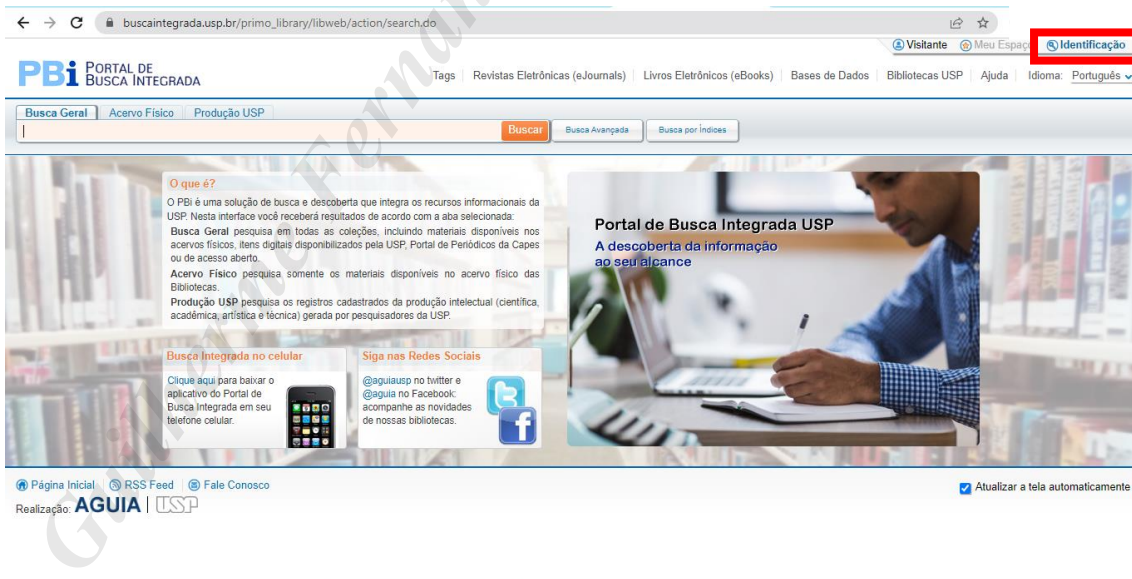 buscaintegrada.usp.br/primo_library/libweb/action/search.do
Visitante Meu Espaço Identificação
PBi PORTAL DE BUSCA INTEGRADA
Tags Revistas Eletrônicas (eJournals) Livros Eletrônicos (eBooks) Bases de Dados Bibliotecas USP Ajuda Idioma: Português
Busca Geral Acervo Físico Produção USP
Buscar Busca Avançada Busca por Índices
O que é?
O PBi é uma solução de busca e descoberta que integra os recursos informacionais da
USP. Nesta interface você receberá resultados de acordo com a aba selecionada:
Busca Geral pesquisa em todas as coleções, incluindo materiais disponíveis nos
acervos físicos, itens digitais disponibilizados pela USP, Portal de Periódicos da Capes
ou de acesso aberto.
Acervo Físico pesquisa somente os materiais disponíveis no acervo físico das
Bibliotecas.
Produção USP pesquisa os registros cadastrados da produção intelectual (científica,
acadêmica, artística e técnica) gerada por pesquisadores da USP.
Portal de Busca Integrada USP
A descoberta da informação
ao seu alcance
Busca Integrada no celular
Clique aqui para baixar o
aplicativo do Portal de
Busca Integrada em seu
telefone celular.
Siga nas Redes Sociais
@aguiausp no twitter e
@aguia no Facebook:
acompanhe as novidades
de nossas bibliotecas.
Página Inicial RSS Feed Fale Conosco
Atualizar a tela automaticamente
Realização: AGUIA | USP